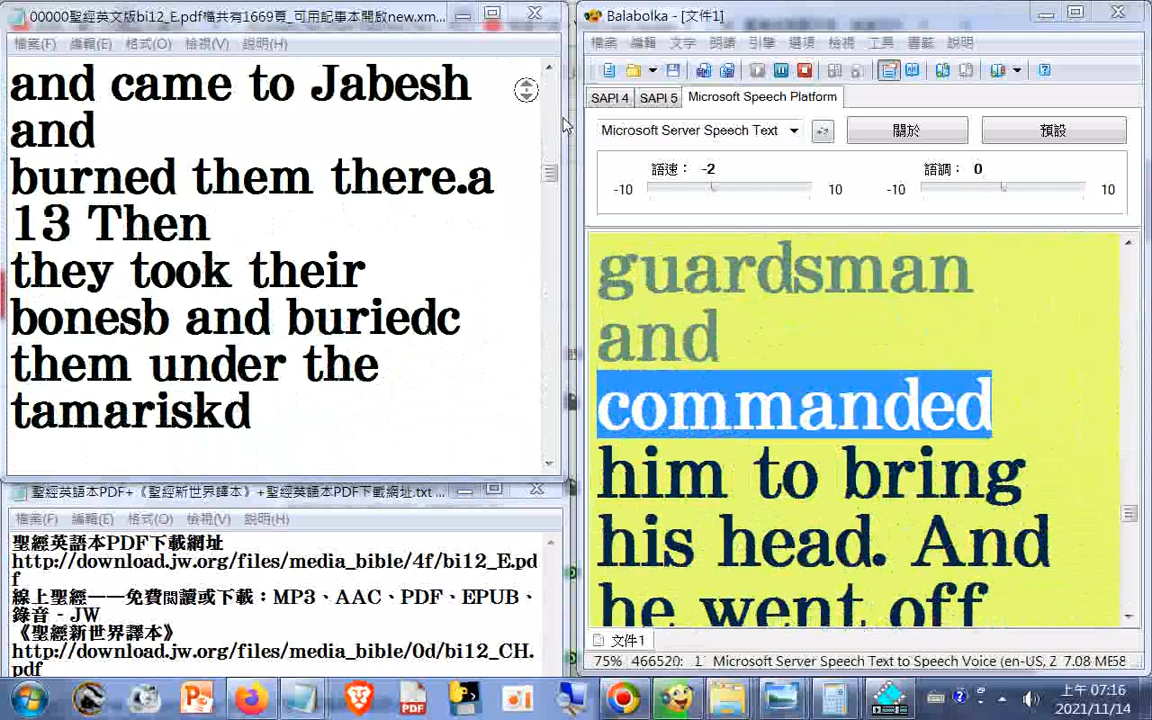 00000聖經英文版bi12_E.pdf檔共有1669頁_可用記事本開啟new.xm...
檔案(F) 編輯(E) 格式(O) 檢視(V) 說明(H)
and came to Jabesh
and
burned them there.a
13 Then
they took their
bonesb and buriedc
them under the
tamariskd
聖經英語本PDF+《聖經新世界譯本》+聖經英語本PDF下載網址.txt ...
檔案(F) 編輯(E) 格式(O) 檢視(V) 說明(H)
聖經英語本PDF下載網址
http://download.jw.org/files/media_bible/4f/bi12_E.pd
f
線上聖經——免費閱讀或下載：MP3、AAC、PDF、EPUB、
錄音 - JW
《聖經新世界譯本》
http://download.jw.org/files/media_bible/0d/bi12_CH.
pdf
Balabolka - [文件1]
檔案 編輯 文字 朗讀 引擎 選項 檢視 工具 書籤 說明
SAPI 4 SAPI 5 Microsoft Speech Platform
Microsoft Server Speech Text 關於 預設
語速： -2 語調： 0
-10 10 -10 10
guardsman
and
commanded
him to bring
his head. And
he went off
文件1
75% 466520: 1 Microsoft Server Speech Text to Speech Voice (en-US, Z 7.08 ME58
上午 07:16
2021/11/14